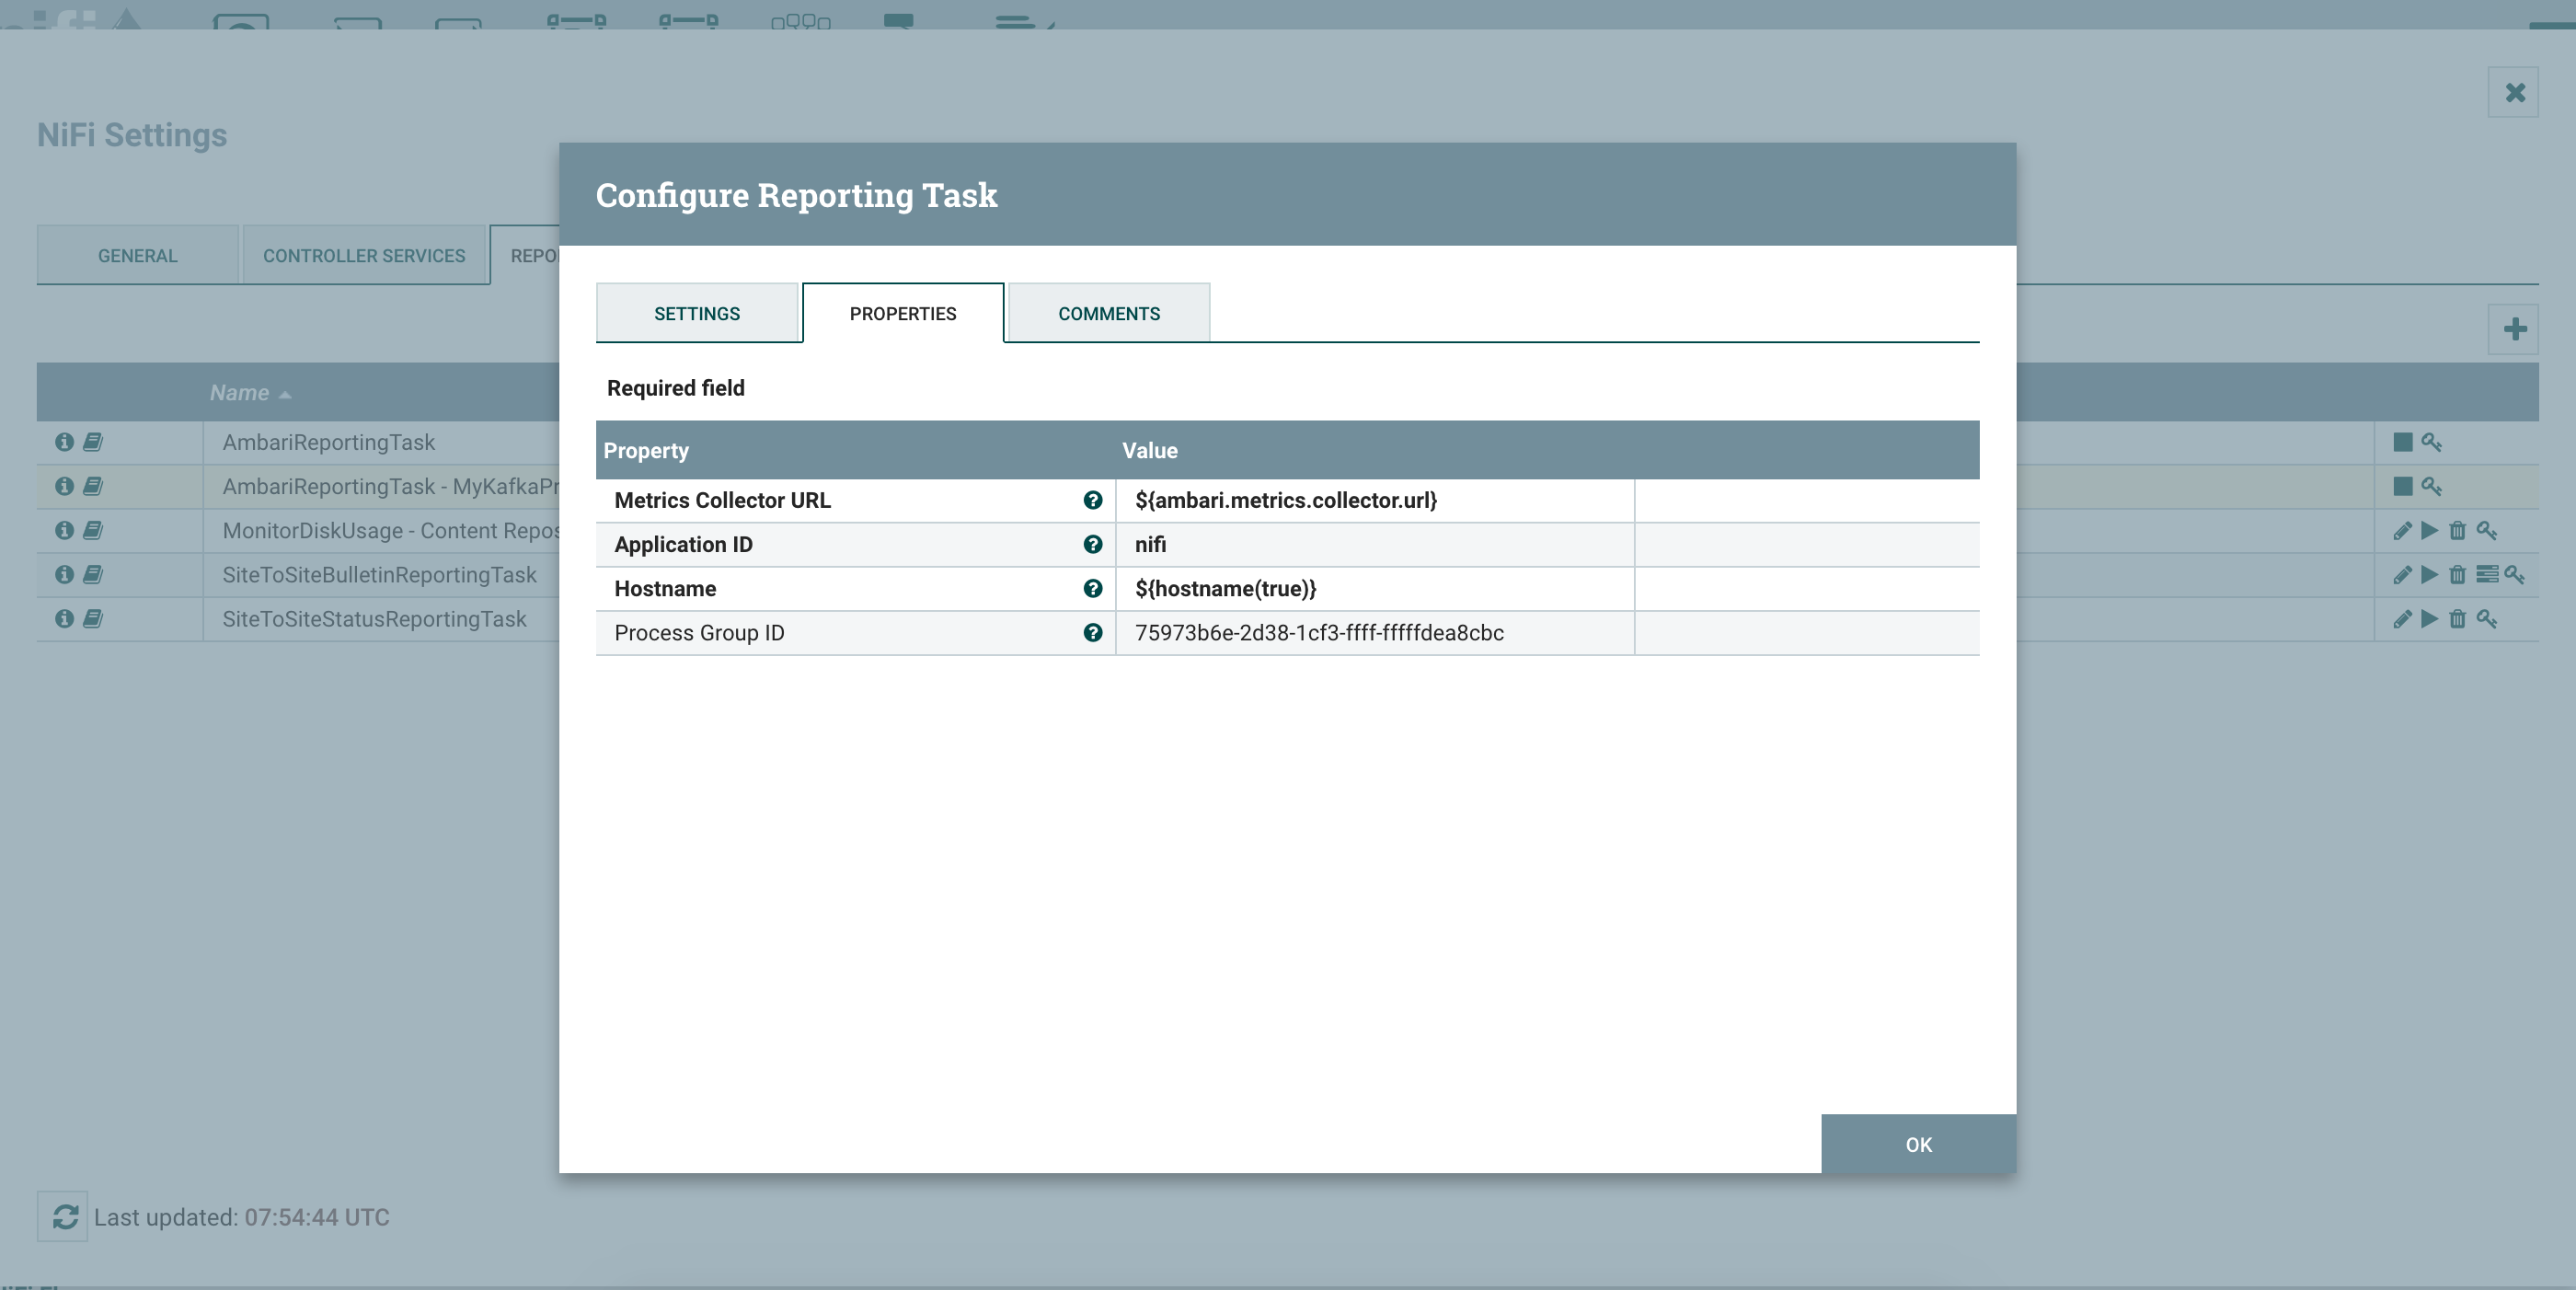 NiFi Settings
GENERAL
CONTROLLER SERVICES
Name
AmbariReportingTask
AmbariReportingTask - MyKafkaPr
MonitorDiskUsage - Content Repos
SiteToSiteBulletinReportingTask
SiteToSiteStatusReportingTask
Last updated: 07:54:44 UTC
Configure Reporting Task
SETTINGS
PROPERTIES
COMMENTS
Required field
Property Value
Metrics Collector URL ${ambari.metrics.collector.url}
Application ID nifi
Hostname ${hostname(true)}
Process Group ID 75973b6e-2d38-1cf3-ffff-fffffdea8cbc
OK